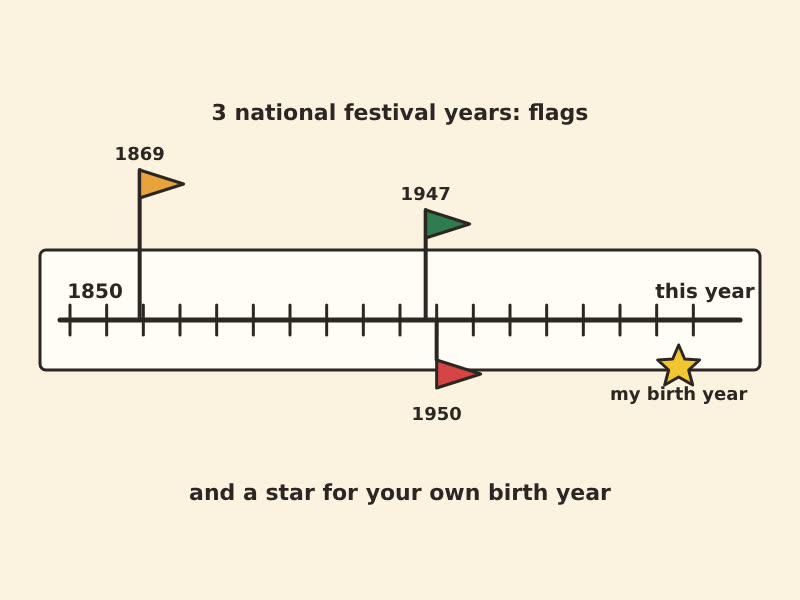 3 national festival years: flags
1869
1947
1850
this year
my birth year
1950
and a star for your own birth year